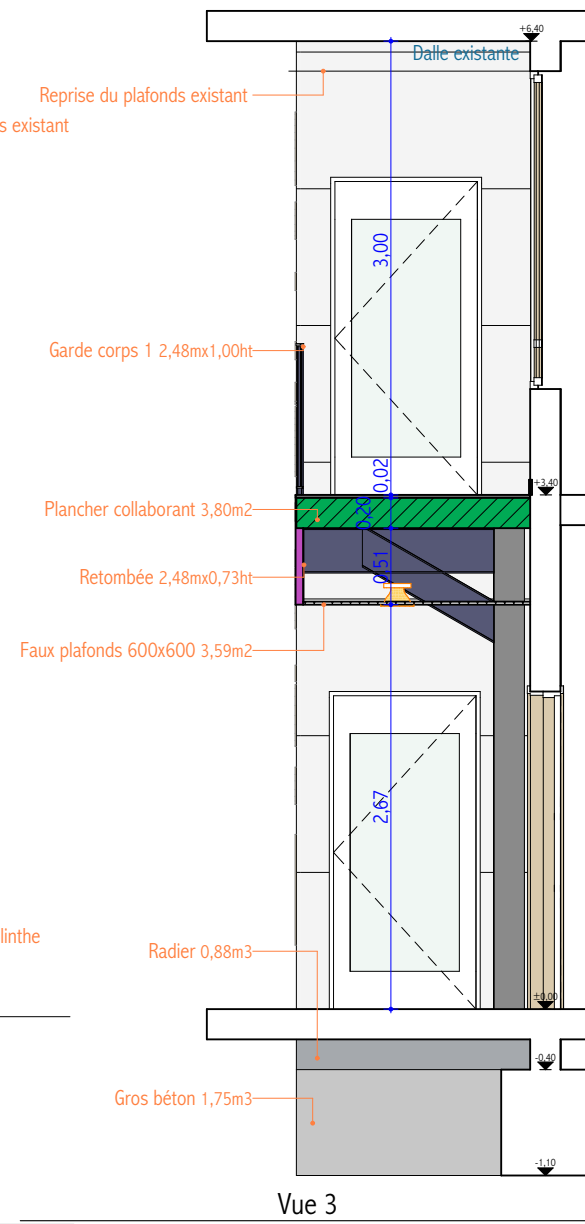 +6,40
Dalle existante
Reprise du plafonds existant
s existant
3,00
Garde corps 1 2,48mx1,00ht
0,02
+3,40
Plancher collaborant 3,80m2
0,20
0,51
Retombée 2,48mx0,73ht
Faux plafonds 600x600 3,59m2
2,67
linthe
Radier 0,88m3
±0,00
-0,40
Gros béton 1,75m3
-1,10
Vue 3